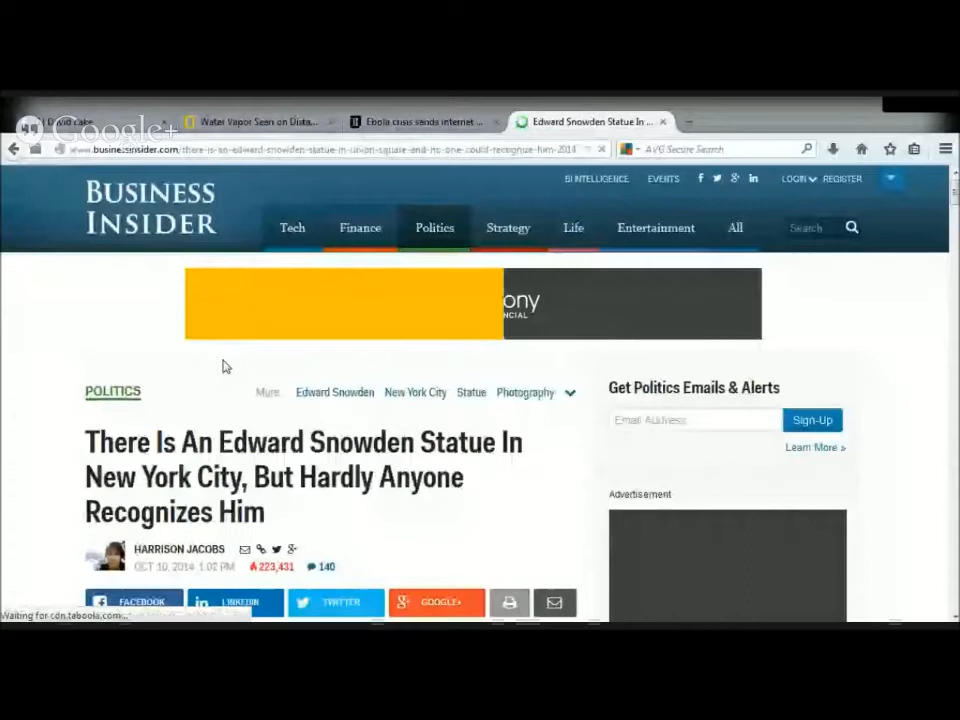 David Cake
Water Vapor Seen on Dista...
Ebola crisis sends internet ...
Edward Snowden Statue In ...
Google+
www.businessinsider.com/there-is-an-edward-snowden-statue-in-union-square-and-no-one-could-recognize-him-2014
AVG Secure Search
BI INTELLIGENCE EVENTS LOGIN REGISTER
BUSINESS
INSIDER
Tech Finance Politics Strategy Life Entertainment All Search
ony
NCIAL
POLITICS More: Edward Snowden New York City Statue Photography
Get Politics Emails & Alerts
Email Address Sign-Up
Learn More »
There Is An Edward Snowden Statue In
New York City, But Hardly Anyone
Recognizes Him
Advertisement
HARRISON JACOBS
OCT 10, 2014, 1:02 PM 223,431 140
FACEBOOK LINKEDIN TWITTER GOOGLE+
Waiting for cdn.taboola.com...